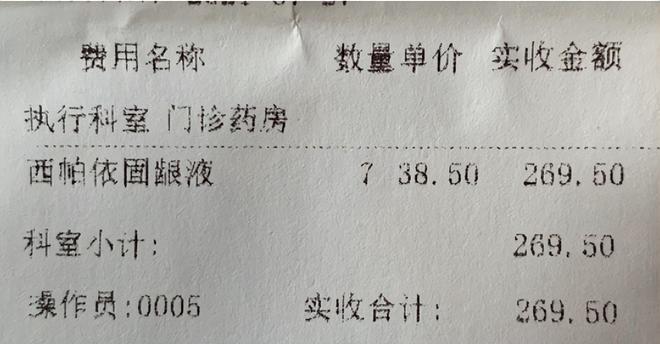 费用名称 数量 单价 实收金额
执行科室 门诊药房
西帕依固龈液 7 38.50 269.50
科室小计: 269.50
操作员:0005 实收合计: 269.50